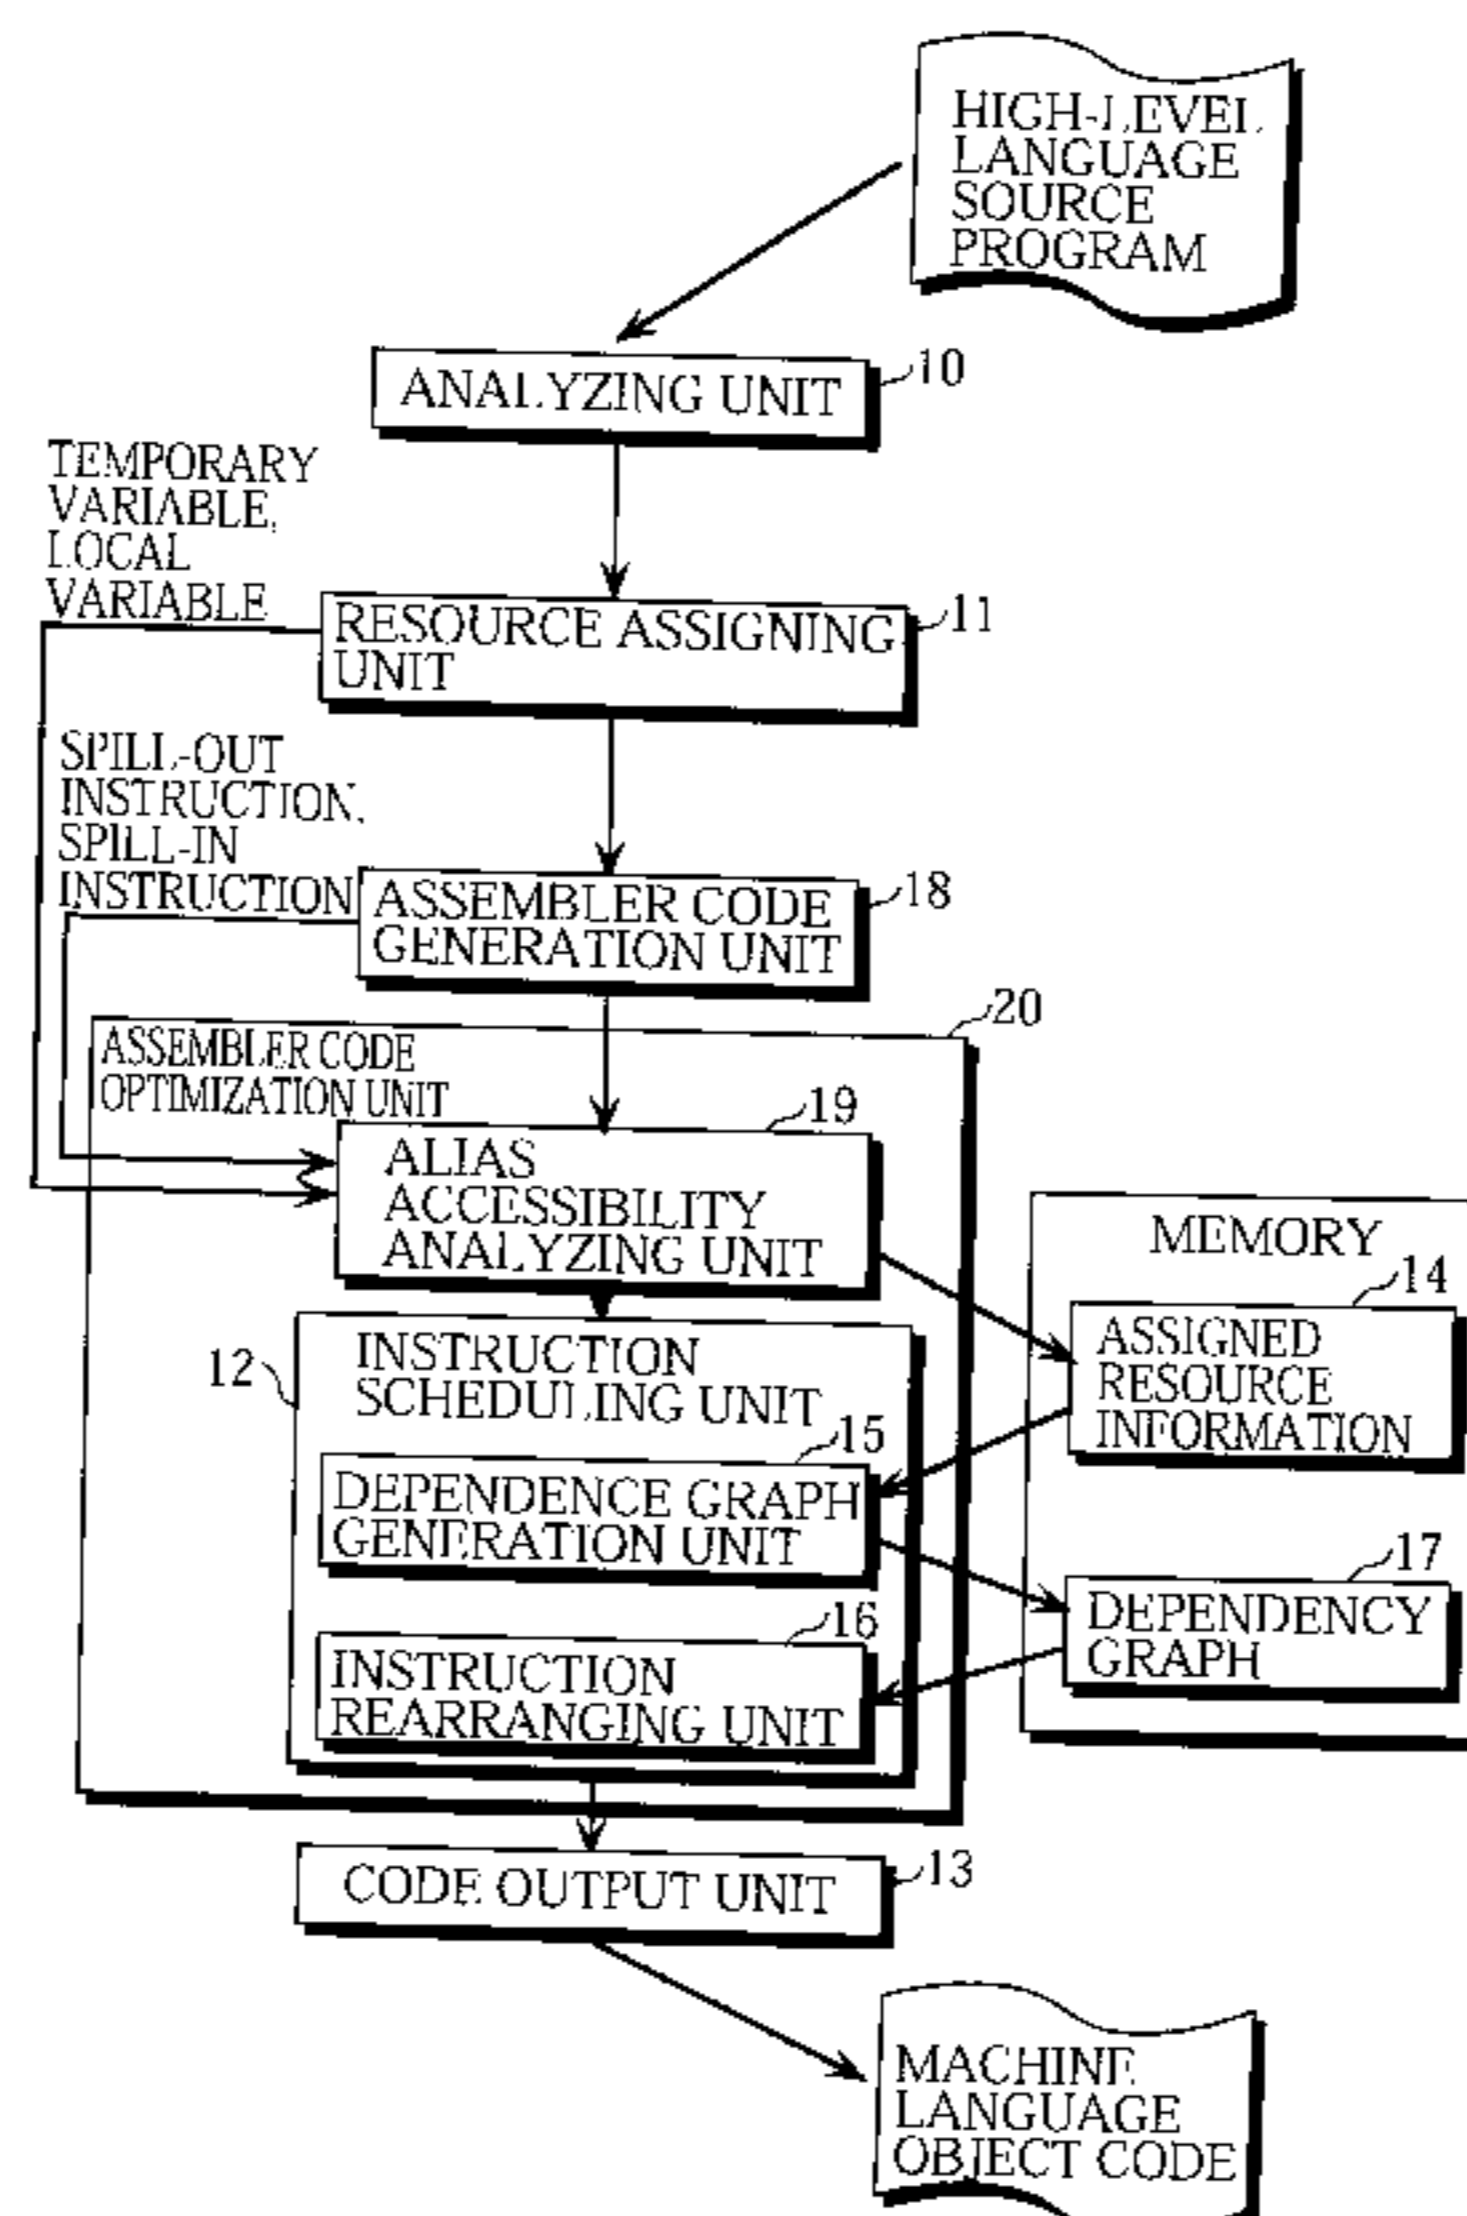 HIGH-LEVEL
LANGUAGE
SOURCE
PROGRAM
ANALYZING UNIT
10
TEMPORARY
VARIABLE,
LOCAL
VARIABLE
RESOURCE ASSIGNING
UNIT
11
SPILL-OUT
INSTRUCTION,
SPILL-IN
INSTRUCTION
ASSEMBLER CODE
GENERATION UNIT
18
20
ASSEMBLER CODE
OPTIMIZATION UNIT
19
ALIAS
ACCESSIBILITY
ANALYZING UNIT
MEMORY
14
ASSIGNED
RESOURCE
INFORMATION
12
INSTRUCTION
SCHEDULING UNIT
15
DEPENDENCE GRAPH
GENERATION UNIT
17
DEPENDENCY
GRAPH
16
INSTRUCTION
REARRANGING UNIT
CODE OUTPUT UNIT
13
MACHINE
LANGUAGE
OBJECT CODE